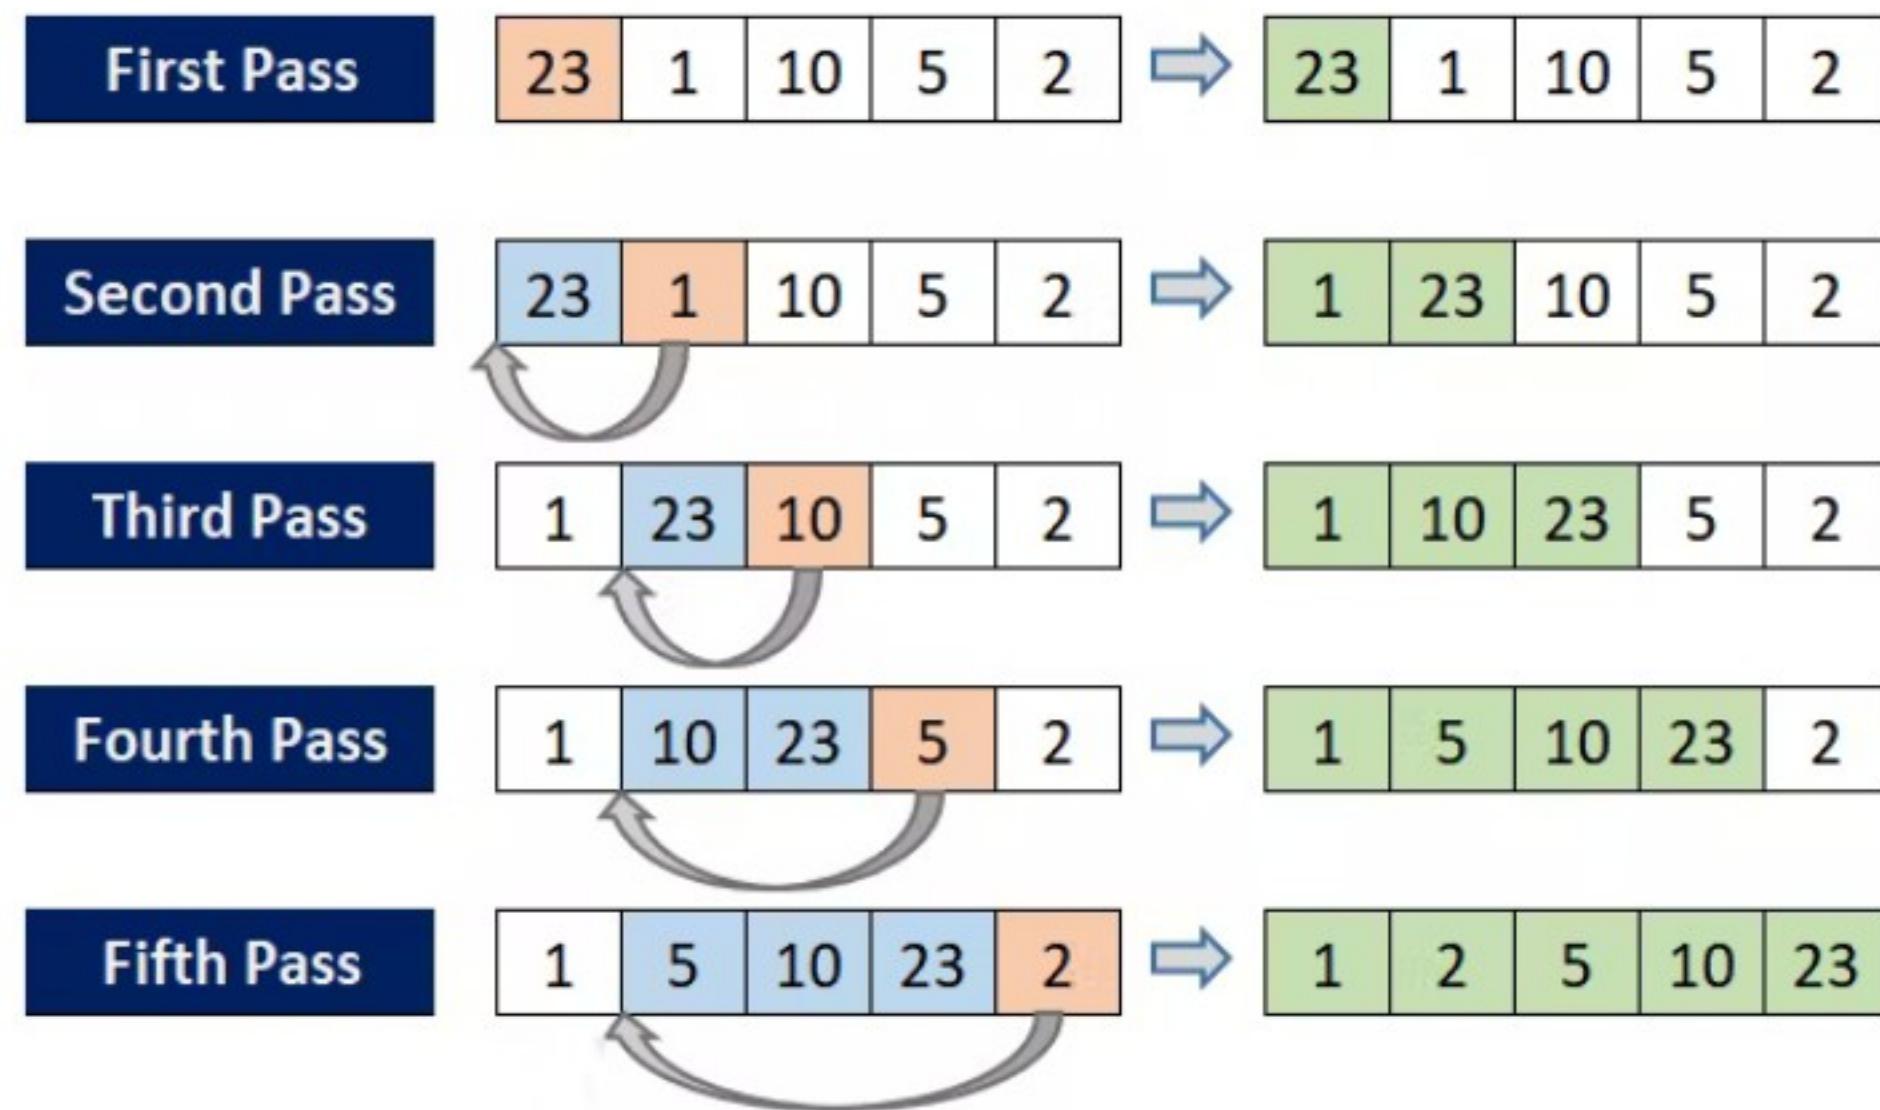 First Pass 23 1 10 5 2 23 1 10 5 2
Second Pass 23 1 10 5 2 1 23 10 5 2
Third Pass 1 23 10 5 2 1 10 23 5 2
Fourth Pass 1 10 23 5 2 1 5 10 23 2
Fifth Pass 1 5 10 23 2 1 2 5 10 23